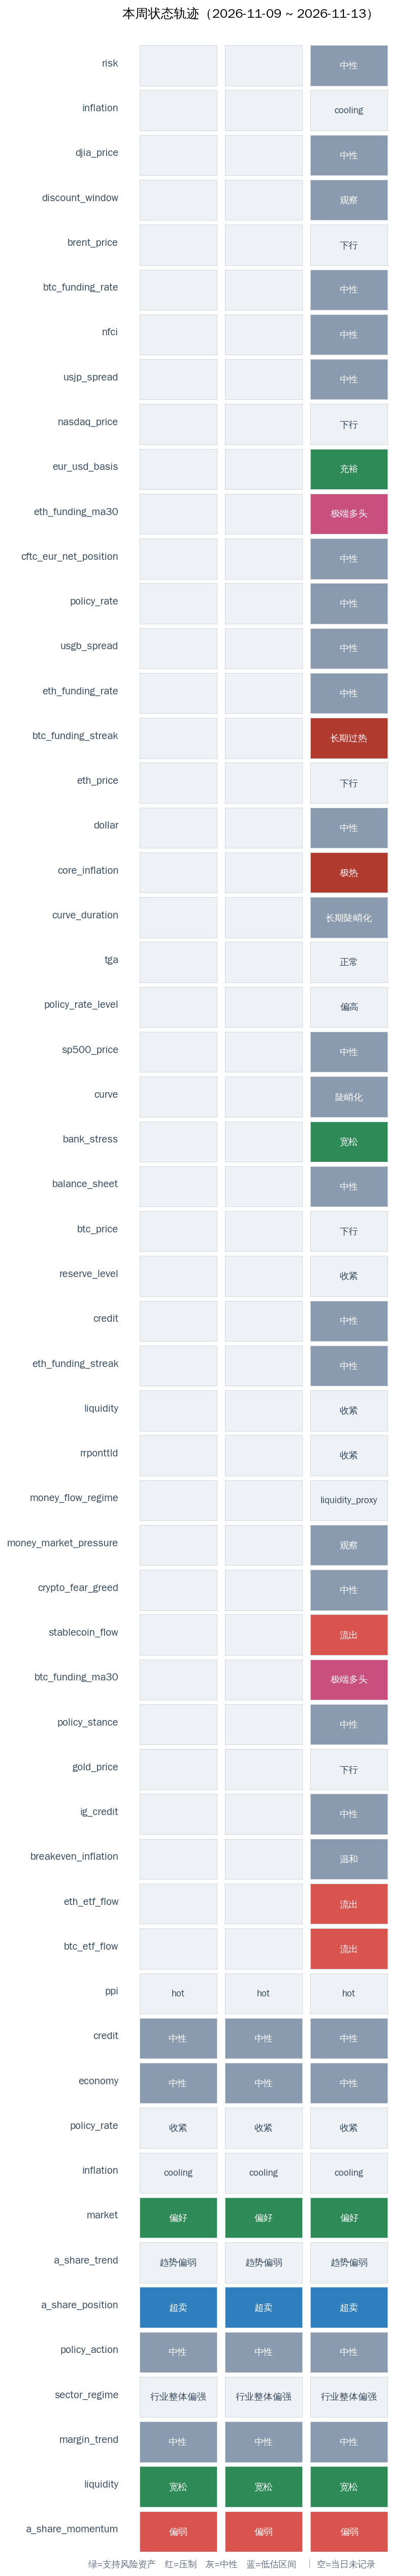 本周状态轨迹（2026-11-09 ~ 2026-11-13）
risk 中性
inflation cooling
djia_price 中性
discount_window 观察
brent_price 下行
btc_funding_rate 中性
nfci 中性
usjp_spread 中性
nasdaq_price 下行
eur_usd_basis 充裕
eth_funding_ma30 极端多头
cftc_eur_net_position 中性
policy_rate 中性
usgb_spread 中性
eth_funding_rate 中性
btc_funding_streak 长期过热
eth_price 下行
dollar 中性
core_inflation 极热
curve_duration 长期陡峭化
tga 正常
policy_rate_level 偏高
sp500_price 中性
curve 陡峭化
bank_stress 宽松
balance_sheet 中性
btc_price 下行
reserve_level 收紧
credit 中性
eth_funding_streak 中性
liquidity 收紧
rrponttld 收紧
money_flow_regime liquidity_proxy
money_market_pressure 观察
crypto_fear_greed 中性
stablecoin_flow 流出
btc_funding_ma30 极端多头
policy_stance 中性
gold_price 下行
ig_credit 中性
breakeven_inflation 温和
eth_etf_flow 流出
btc_etf_flow 流出
ppi hot hot hot
credit 中性 中性 中性
economy 中性 中性 中性
policy_rate 收紧 收紧 收紧
inflation cooling cooling cooling
market 偏好 偏好 偏好
a_share_trend 趋势偏弱 趋势偏弱 趋势偏弱
a_share_position 超卖 超卖 超卖
policy_action 中性 中性 中性
sector_regime 行业整体偏强 行业整体偏强 行业整体偏强
margin_trend 中性 中性 中性
liquidity 宽松 宽松 宽松
a_share_momentum 偏弱 偏弱 偏弱
绿=支持风险资产 红=压制 灰=中性 蓝=低估区间 | 空=当日未记录